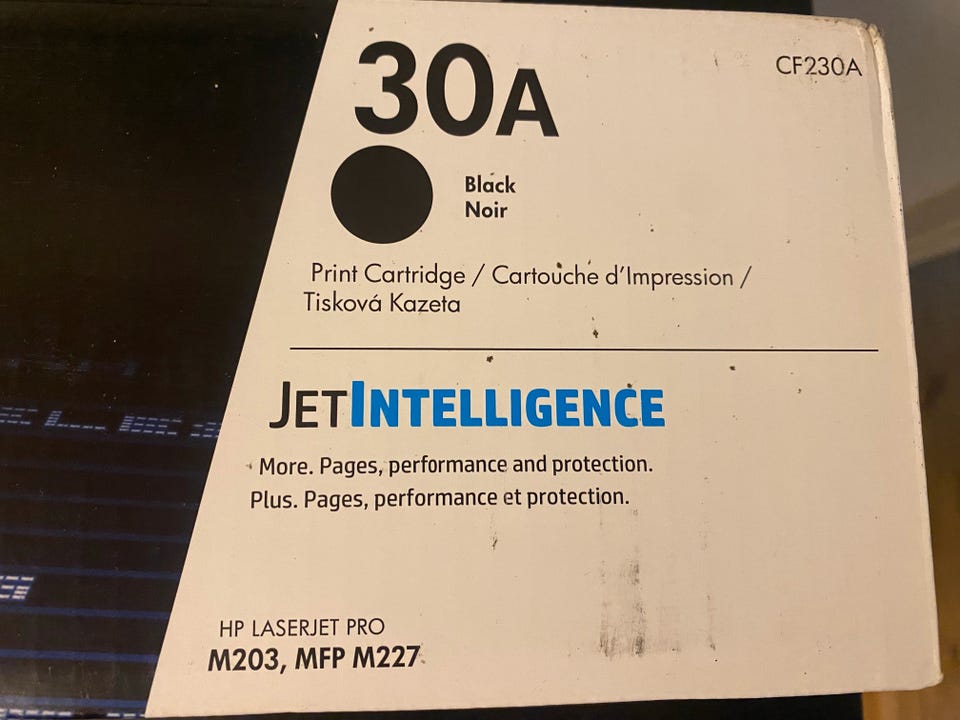 30A
CF230A
Black
Noir
Print Cartridge / Cartouche d'Impression /
Tisková Kazeta
JETINTELLIGENCE
More. Pages, performance and protection.
Plus. Pages, performance et protection.
HP LASERJET PRO
M203, MFP M227